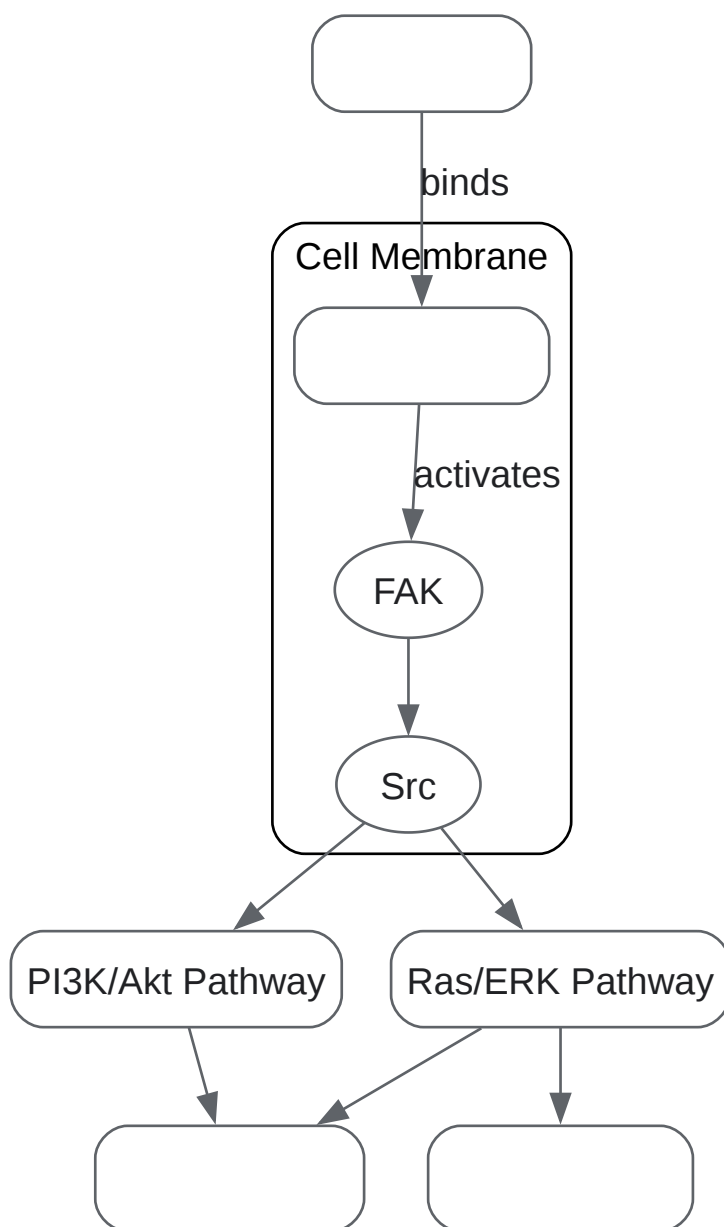 binds
Cell Membrane
activates
FAK
Src
PI3K/Akt Pathway
Ras/ERK Pathway